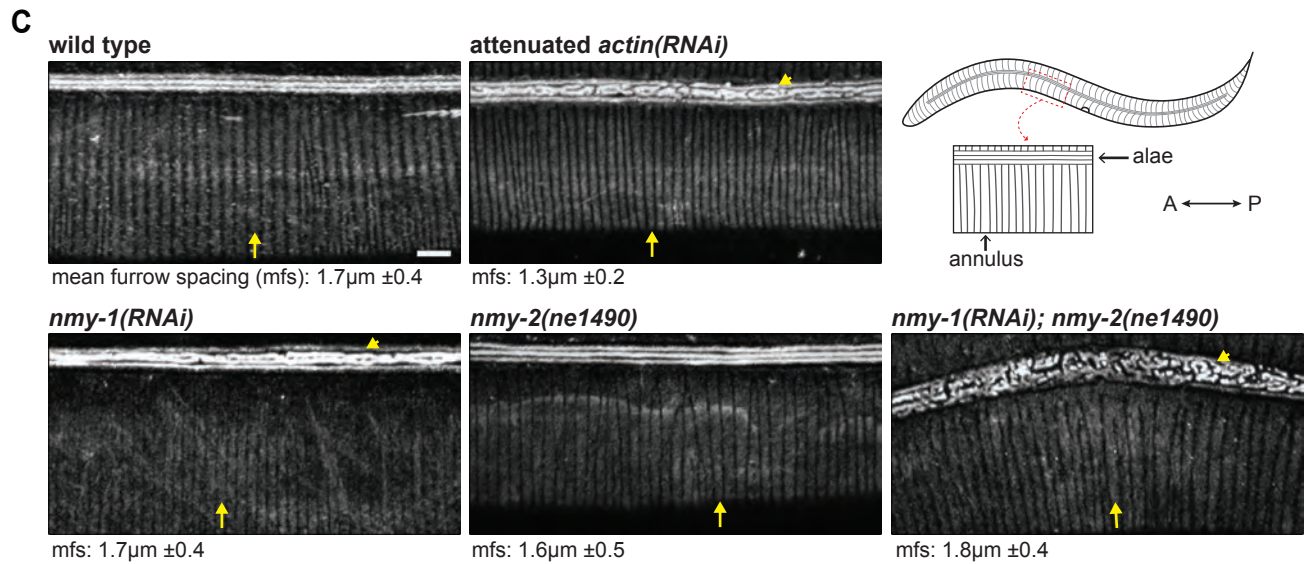 C
wild type
attenuated actin(RNAi)
alae
A P
annulus
mean furrow spacing (mfs): 1.7µm ±0.4
mfs: 1.3µm ±0.2
nmy-1(RNAi)
nmy-2(ne1490)
nmy-1(RNAi); nmy-2(ne1490)
mfs: 1.7µm ±0.4
mfs: 1.6µm ±0.5
mfs: 1.8µm ±0.4